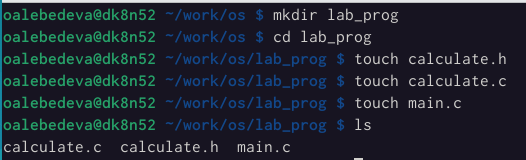 oalebedeva@dk8n52 ~/work/os $ mkdir lab_prog
oalebedeva@dk8n52 ~/work/os $ cd lab_prog
oalebedeva@dk8n52 ~/work/os/lab_prog $ touch calculate.h
oalebedeva@dk8n52 ~/work/os/lab_prog $ touch calculate.c
oalebedeva@dk8n52 ~/work/os/lab_prog $ touch main.c
oalebedeva@dk8n52 ~/work/os/lab_prog $ ls
calculate.c  calculate.h  main.c